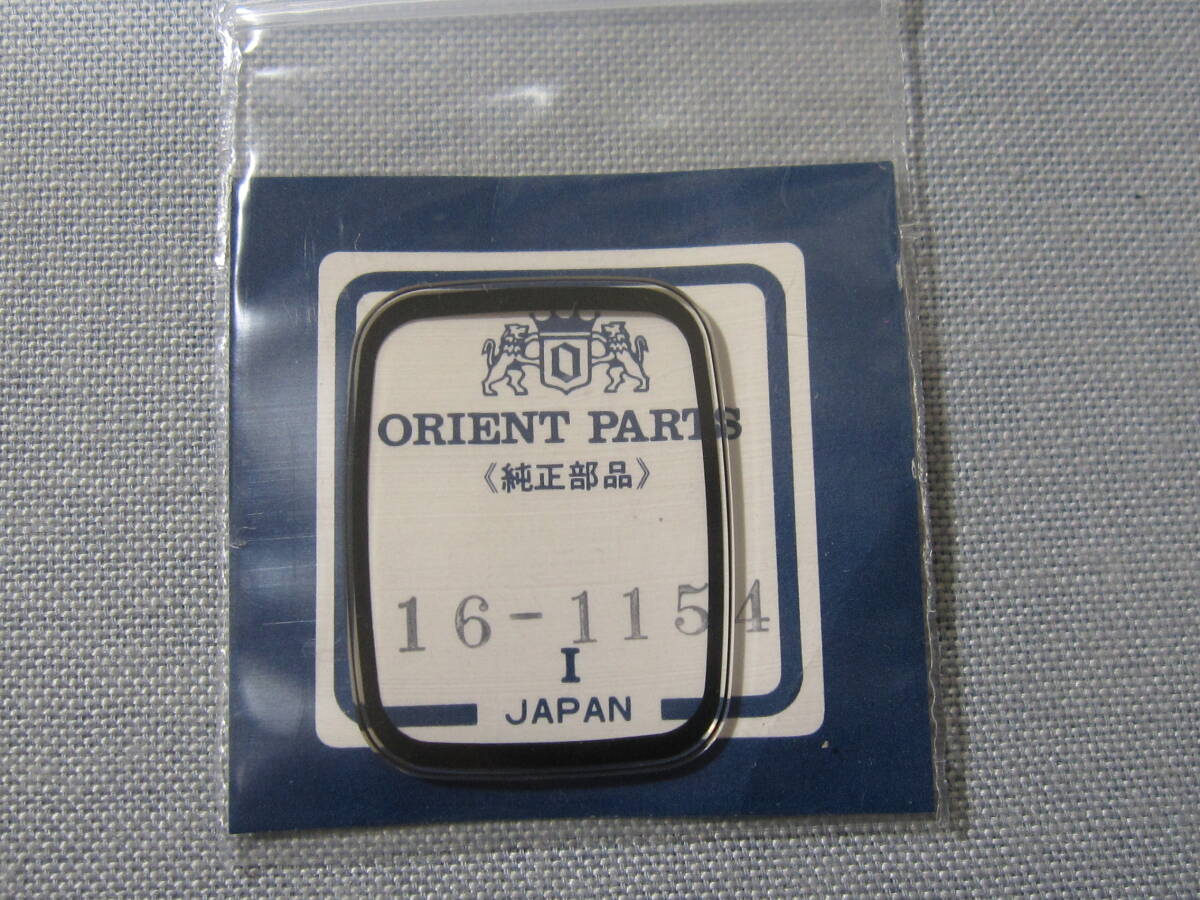 O
ORIENT PARTS
《純正部品》
16-1154
I
JAPAN